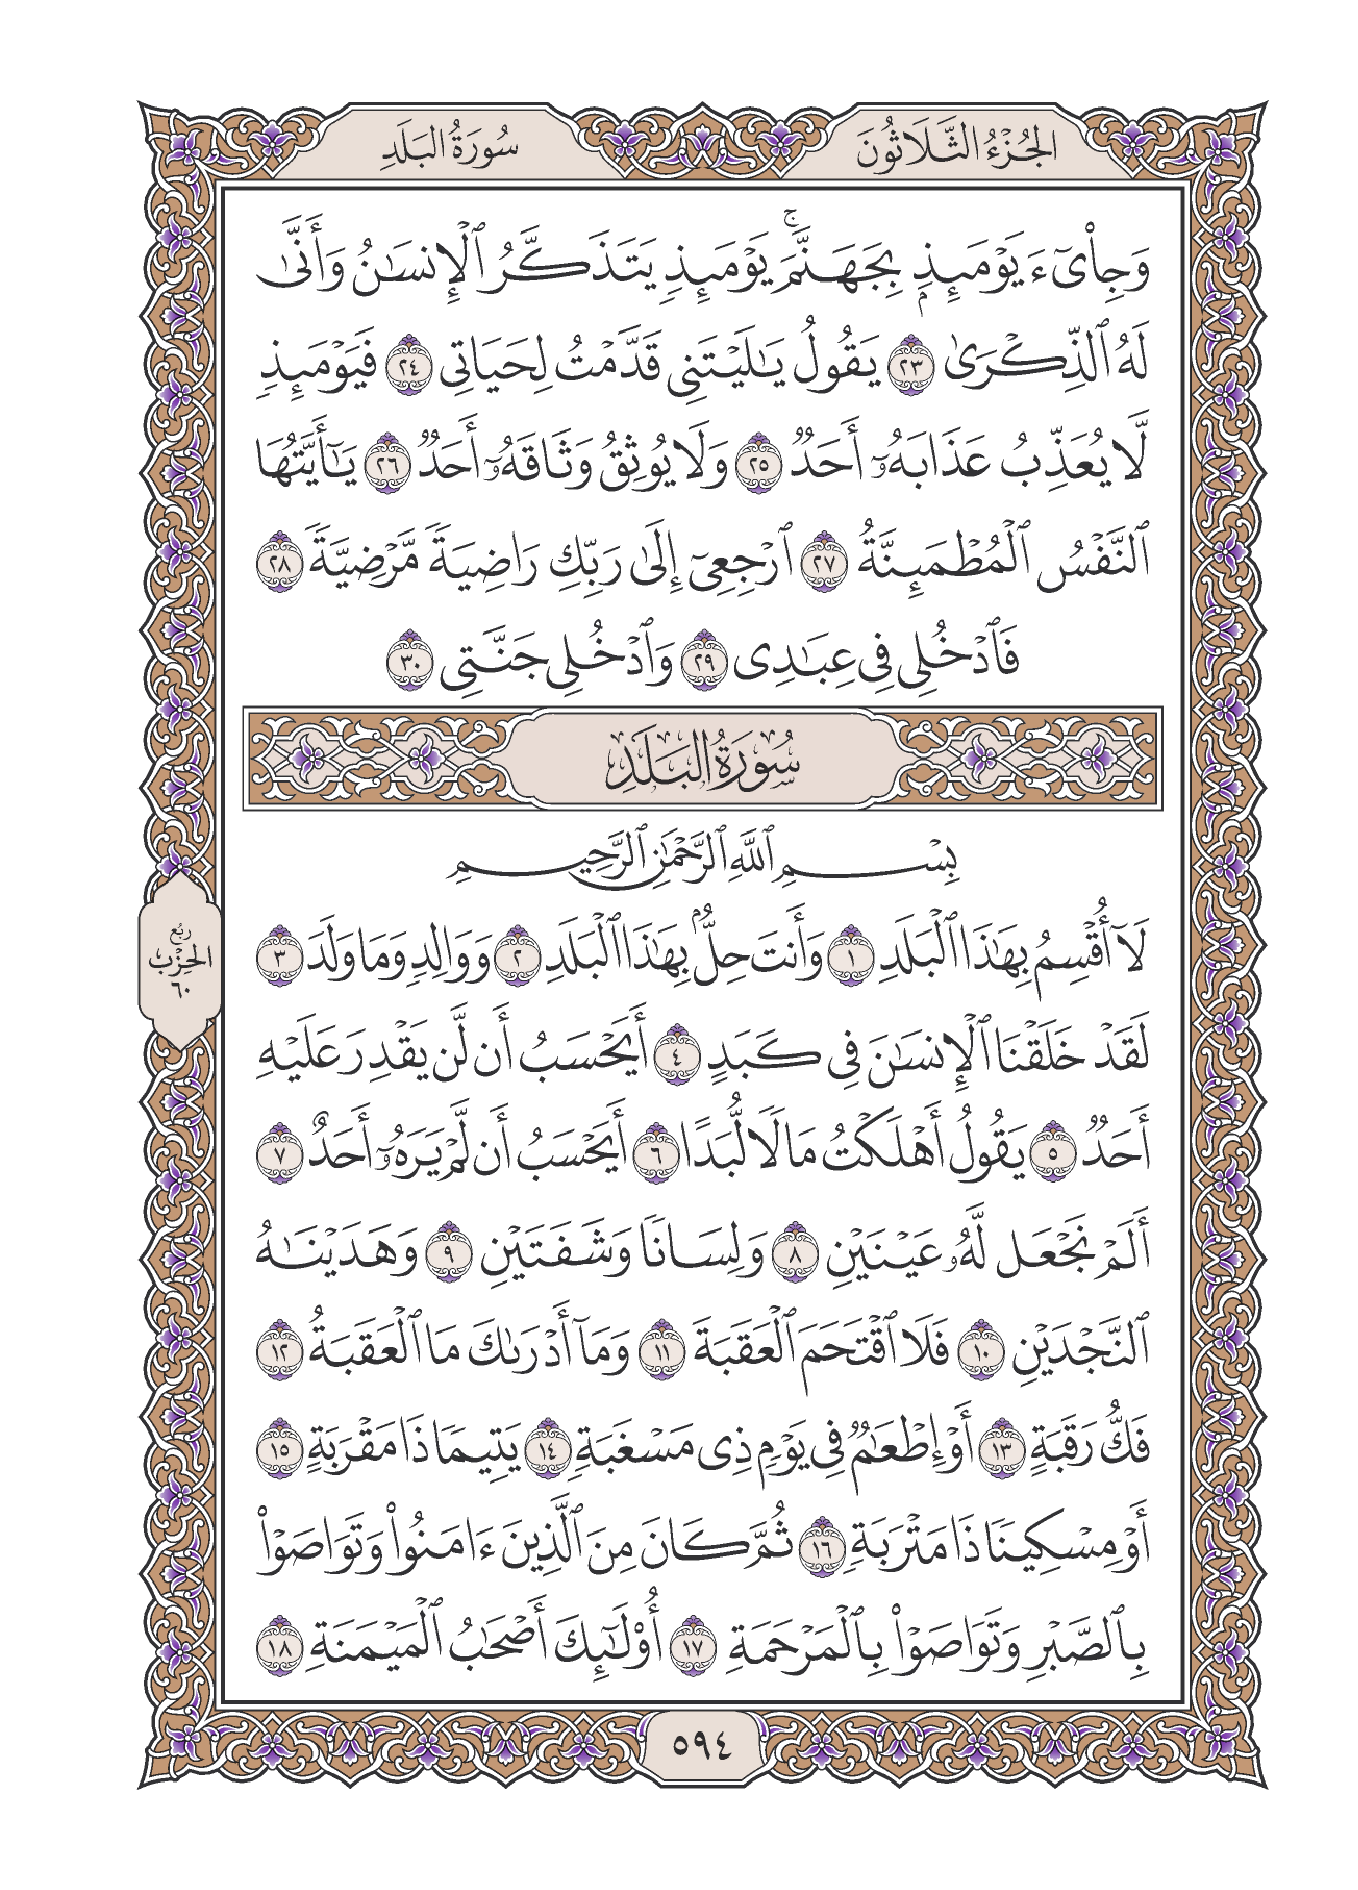 الجُزْءُ الثَّلَاثُونَ
سُورَةُ البَلَدِ
وَجِاْيٓءَ يَوْمَئِذِۭ بِجَهَنَّمَۚ يَوْمَئِذٖ يَتَذَكَّرُ ٱلْإِنسَٰنُ وَأَنَّىٰ
لَهُ ٱلذِّكْرَىٰ ٢٣ يَقُولُ يَٰلَيْتَنِي قَدَّمْتُ لِحَيَاتِي ٢٤ فَيَوْمَئِذٖ
لَّا يُعَذِّبُ عَذَابَهُۥٓ أَحَدٞ ٢٥ وَلَا يُوثِقُ وَثَاقَهُۥٓ أَحَدٞ ٢٦ يَٰٓأَيَّتُهَا
ٱلنَّفْسُ ٱلْمُطْمَئِنَّةُ ٢٧ ٱرْجِعِيٓ إِلَىٰ رَبِّكِ رَاضِيَةٗ مَّرْضِيَّةٗ ٢٨
فَٱدْخُلِي فِي عِبَٰدِي ٢٩ وَٱدْخُلِي جَنَّتِي ٣٠
سُورَةُ البَلَدِ
بِسْمِ ٱللَّهِ ٱلرَّحْمَٰنِ ٱلرَّحِيمِ
لَآ أُقْسِمُ بِهَٰذَا ٱلْبَلَدِ ١ وَأَنتَ حِلُّۢ بِهَٰذَا ٱلْبَلَدِ ٢ وَوَالِدٖ وَمَا وَلَدَ ٣
لَقَدْ خَلَقْنَا ٱلْإِنسَٰنَ فِي كَبَدٍ ٤ أَيَحْسَبُ أَن لَّن يَقْدِرَ عَلَيْهِ
أَحَدٞ ٥ يَقُولُ أَهْلَكْتُ مَالٗا لُّبَدًا ٦ أَيَحْسَبُ أَن لَّمْ يَرَهُۥٓ أَحَدٌ ٧
أَلَمْ نَجْعَل لَّهُۥ عَيْنَيْنِ ٨ وَلِسَانٗا وَشَفَتَيْنِ ٩ وَهَدَيْنَٰهُ
ٱلنَّجْدَيْنِ ١٠ فَلَا ٱقْتَحَمَ ٱلْعَقَبَةَ ١١ وَمَآ أَدْرَىٰكَ مَا ٱلْعَقَبَةُ ١٢
فَكُّ رَقَبَةٍ ١٣ أَوْ إِطْعَٰمٞ فِي يَوْمٖ ذِي مَسْغَبَةٖ ١٤ يَتِيمٗا ذَا مَقْرَبَةٍ ١٥
أَوْ مِسْكِينٗا ذَا مَتْرَبَةٖ ١٦ ثُمَّ كَانَ مِنَ ٱلَّذِينَ ءَامَنُواْ وَتَوَاصَوْاْ
بِٱلصَّبْرِ وَتَوَاصَوْاْ بِٱلْمَرْحَمَةِ ١٧ أُوْلَٰٓئِكَ أَصْحَٰبُ ٱلْمَيْمَنَةِ ١٨
رُبُع
الحِزْب
٦٠
٥٩٤